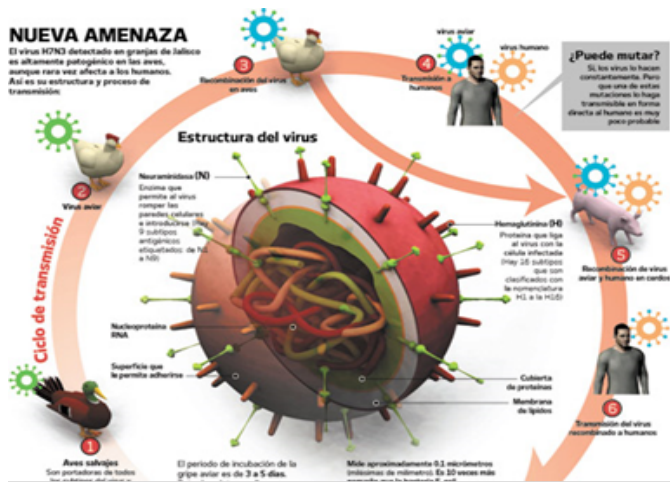 NUEVA AMENAZA
El virus H7N3 detectado en granjas de Jalisco
es altamente patogénico en las aves,
aunque rara vez afecta a los humanos.
Así es su estructura y proceso de
transmisión:
3
Recombinación del virus
en aves
virus aviar
virus humano
4
Transmisión a
humanos
¿Puede mutar?
Sí, los virus lo hacen
constantemente. Pero
que una de estas
mutaciones lo haga
transmisible en forma
directa al humano es muy
poco probable
2
Virus aviar
Ciclo de transmisión
Estructura del virus
Neuraminidasa (N)
Enzima que
permite al virus
romper las
paredes celulares
e introducirse (Hay
9 subtipos
antigénicos
etiquetados: de N1
a N9)
Hemaglutinina (H)
Proteína que liga
al virus con la
célula infectada
(Hay 16 subtipos
que son
clasificados con
la nomenclatura
H1 a la H16)
5
Recombinación de virus
aviar y humano en cerdos
Nucleoproteína
RNA
Superficie que
le permite adherirse
Cubierta
de proteínas
Membrana
de lípidos
6
Transmisión del virus
recombinado a humanos
1
Aves salvajes
Son portadoras de todos
El periodo de incubación de la
gripe aviar es de 3 a 5 días.
Mide aproximadamente 0.1 micrómetros
(milésimas de milímetro). Es 10 veces más